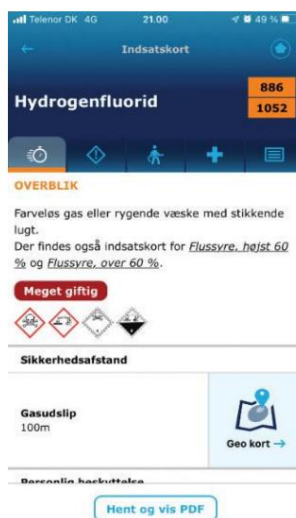 Telenor DK 4G 21.00 49 %
Indsatskort
Hydrogenfluorid
886
1052
OVERBLIK
Farveløs gas eller rygende væske med stikkende
lugt.
Der findes også indsatskort for Flussyre, højst 60
% og Flussyre, over 60 %.
Meget giftig
Sikkerhedsafstand
Gasudslip
100m
Geo kort →
Personlig beskyttelse
Hent og vis PDF